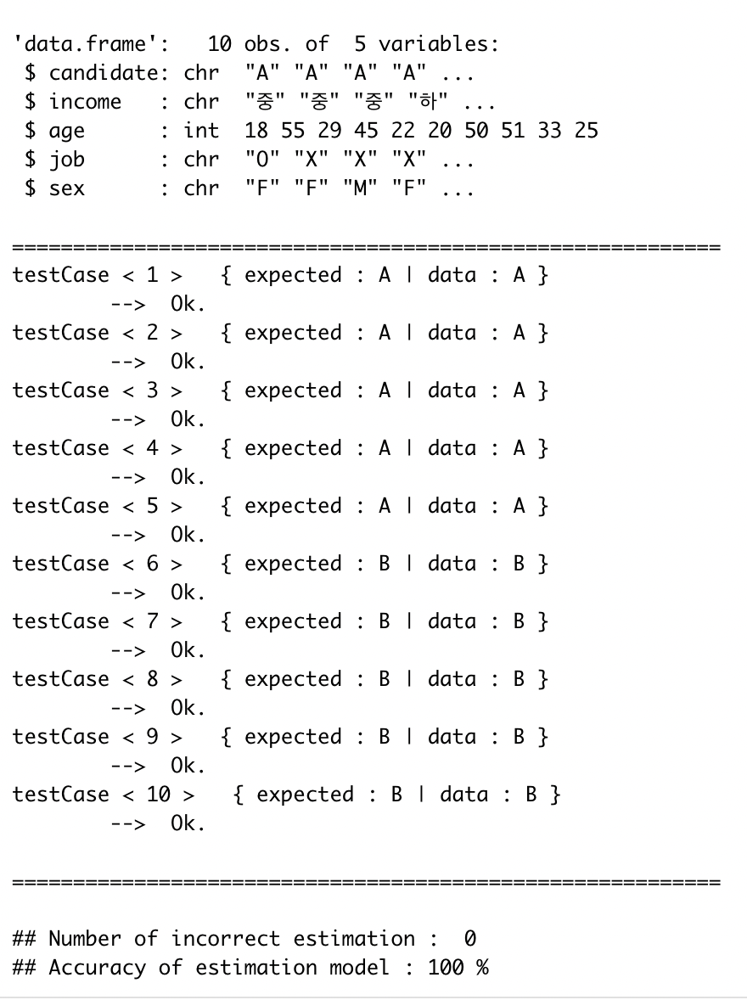 'data.frame':   10 obs. of  5 variables:
 $ candidate: chr  "A" "A" "A" "A" ...
 $ income   : chr  "중" "중" "중" "하" ...
 $ age      : int  18 55 29 45 22 20 50 51 33 25
 $ job      : chr  "O" "X" "X" "X" ...
 $ sex      : chr  "F" "F" "M" "F" ...
==========================================================
testCase < 1 >   { expected : A | data : A }
        -->  Ok.
testCase < 2 >   { expected : A | data : A }
        -->  Ok.
testCase < 3 >   { expected : A | data : A }
        -->  Ok.
testCase < 4 >   { expected : A | data : A }
        -->  Ok.
testCase < 5 >   { expected : A | data : A }
        -->  Ok.
testCase < 6 >   { expected : B | data : B }
        -->  Ok.
testCase < 7 >   { expected : B | data : B }
        -->  Ok.
testCase < 8 >   { expected : B | data : B }
        -->  Ok.
testCase < 9 >   { expected : B | data : B }
        -->  Ok.
testCase < 10 >   { expected : B | data : B }
        -->  Ok.
==========================================================
## Number of incorrect estimation :  0
## Accuracy of estimation model : 100 %